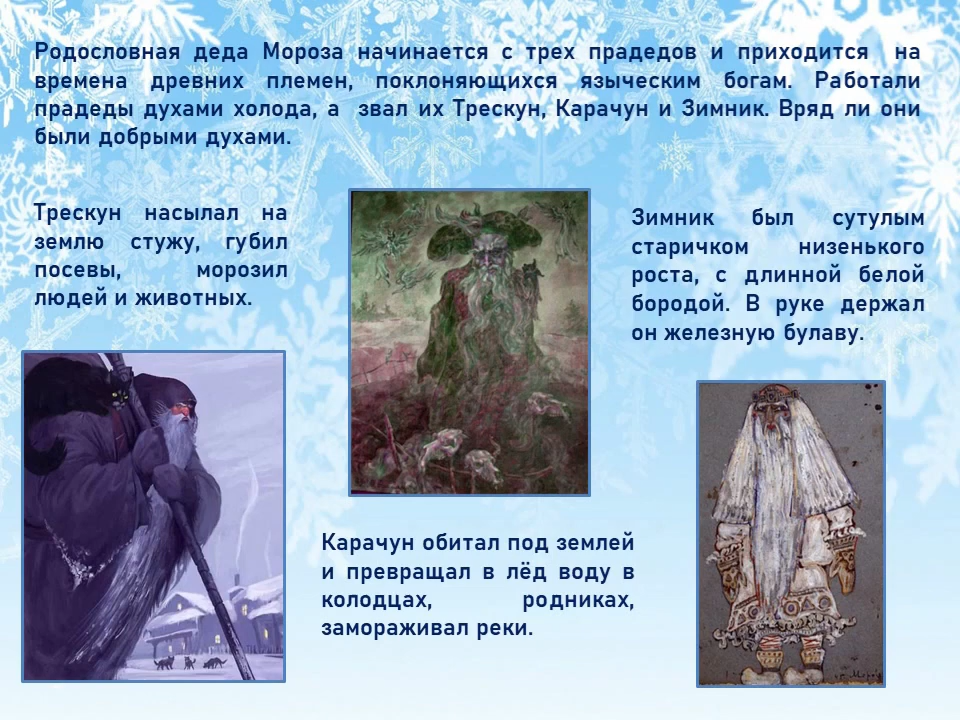 Родословная деда Мороза начинается с трех прадедов и приходится на
времена древних племен, поклоняющихся языческим богам. Работали
прадеды духами холода, а звал их Трескун, Карачун и Зимник. Вряд ли они
были добрыми духами.
Трескун насылал на
землю стужу, губил
посевы, морозил
людей и животных.
Зимник был сутулым
старичком низенького
роста, с длинной белой
бородой. В руке держал
он железную булаву.
Карачун обитал под землей
и превращал в лёд воду в
колодцах, родниках,
замораживал реки.